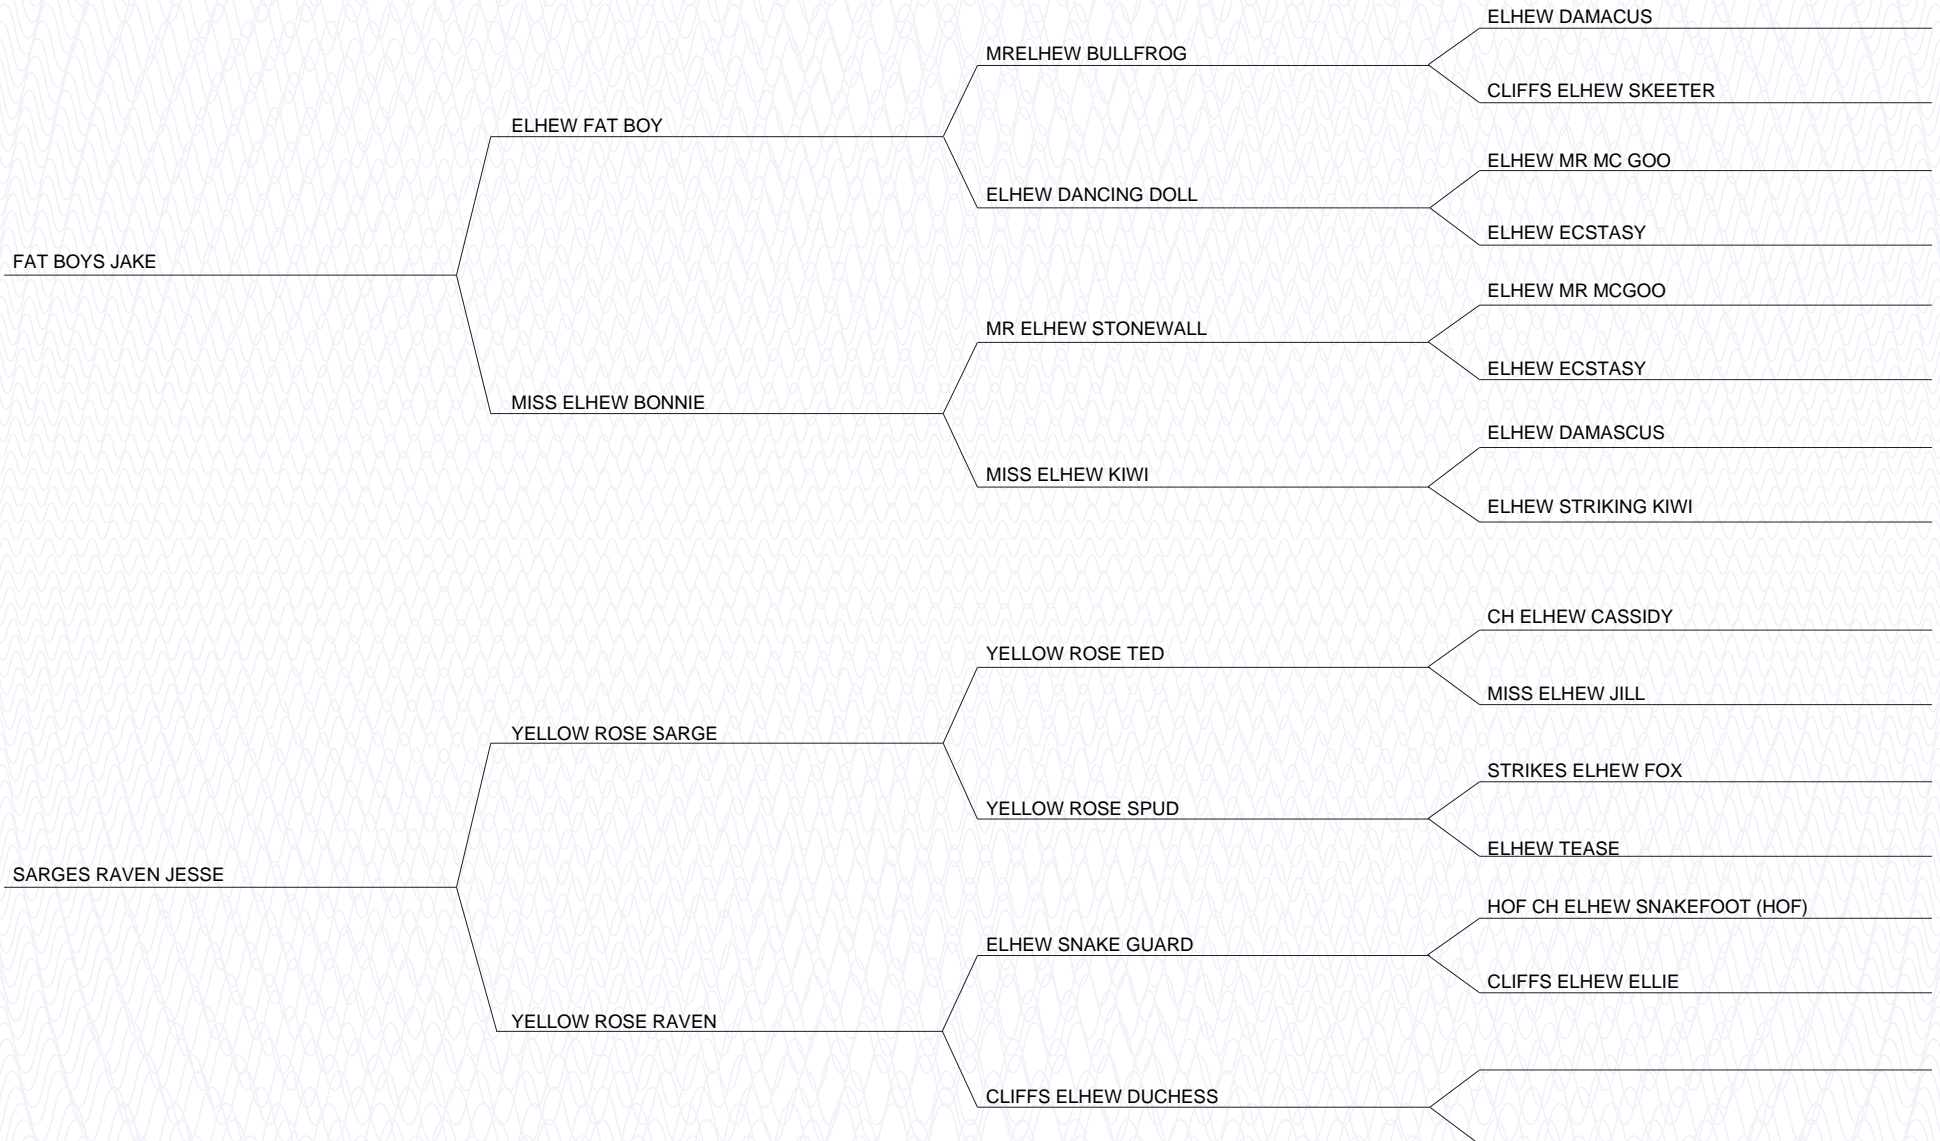 ELHEW DAMACUS
MRELHEW BULLFROG
CLIFFS ELHEW SKEETER
ELHEW FAT BOY
ELHEW MR MC GOO
ELHEW DANCING DOLL
ELHEW ECSTASY
FAT BOYS JAKE
ELHEW MR MCGOO
MR ELHEW STONEWALL
ELHEW ECSTASY
MISS ELHEW BONNIE
ELHEW DAMASCUS
MISS ELHEW KIWI
ELHEW STRIKING KIWI
CH ELHEW CASSIDY
YELLOW ROSE TED
MISS ELHEW JILL
YELLOW ROSE SARGE
STRIKES ELHEW FOX
YELLOW ROSE SPUD
ELHEW TEASE
SARGES RAVEN JESSE
HOF CH ELHEW SNAKEFOOT (HOF)
ELHEW SNAKE GUARD
CLIFFS ELHEW ELLIE
YELLOW ROSE RAVEN
CLIFFS ELHEW DUCHESS